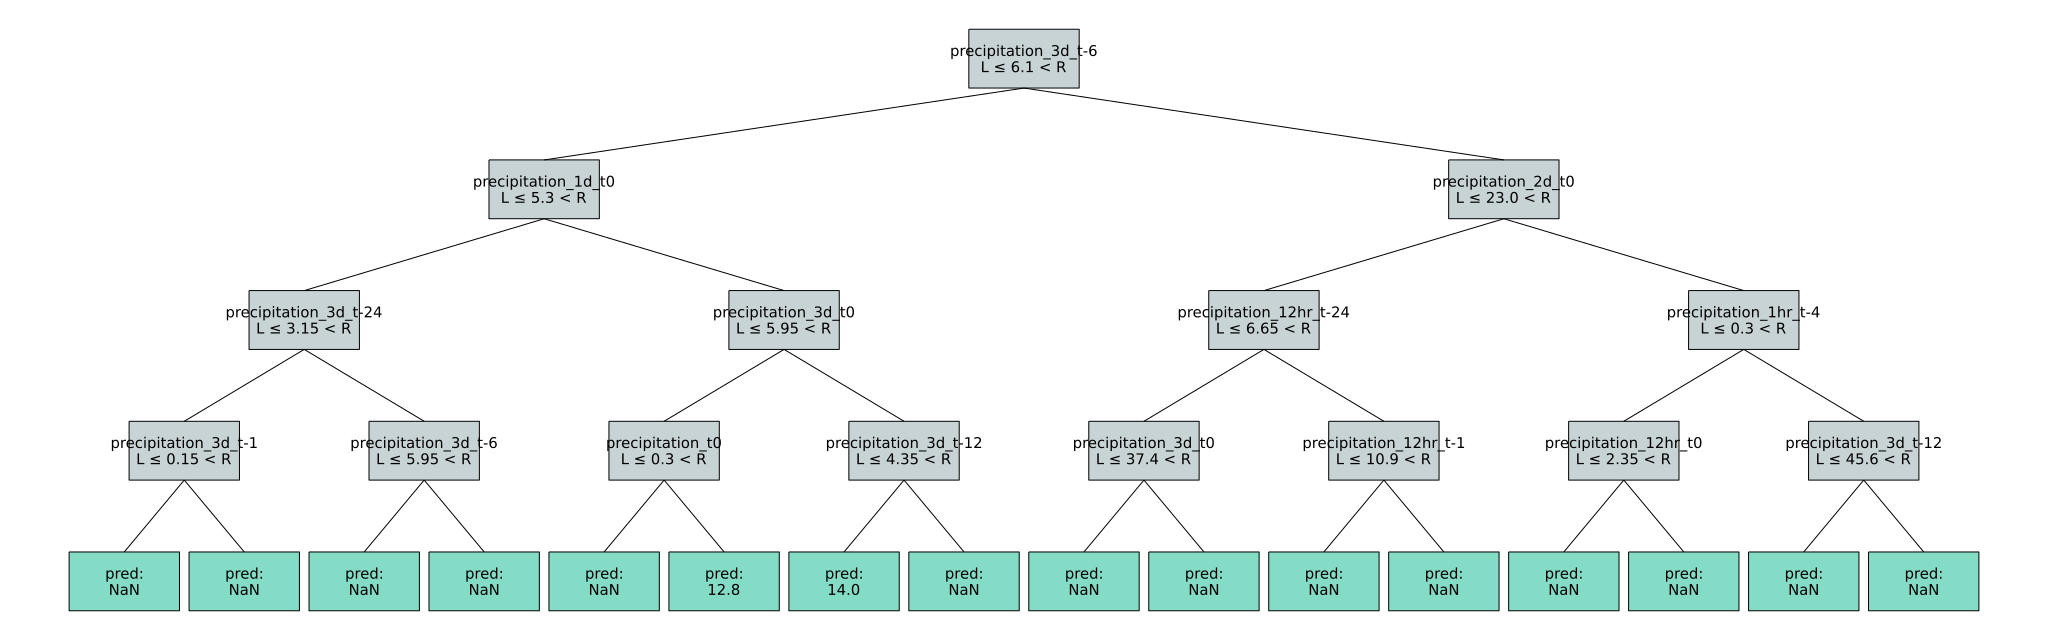 precipitation_3d_t-6
L ≤ 6.1 < R
precipitation_1d_t0
L ≤ 5.3 < R
precipitation_2d_t0
L ≤ 23.0 < R
precipitation_3d_t-24
L ≤ 3.15 < R
precipitation_3d_t0
L ≤ 5.95 < R
precipitation_12hr_t-24
L ≤ 6.65 < R
precipitation_1hr_t-4
L ≤ 0.3 < R
precipitation_3d_t-1
L ≤ 0.15 < R
precipitation_3d_t-6
L ≤ 5.95 < R
precipitation_t0
L ≤ 0.3 < R
precipitation_3d_t-12
L ≤ 4.35 < R
precipitation_3d_t0
L ≤ 37.4 < R
precipitation_12hr_t-1
L ≤ 10.9 < R
precipitation_12hr_t0
L ≤ 2.35 < R
precipitation_3d_t-12
L ≤ 45.6 < R
pred:
NaN
pred:
NaN
pred:
NaN
pred:
NaN
pred:
NaN
pred:
12.8
pred:
14.0
pred:
NaN
pred:
NaN
pred:
NaN
pred:
NaN
pred:
NaN
pred:
NaN
pred:
NaN
pred:
NaN
pred:
NaN